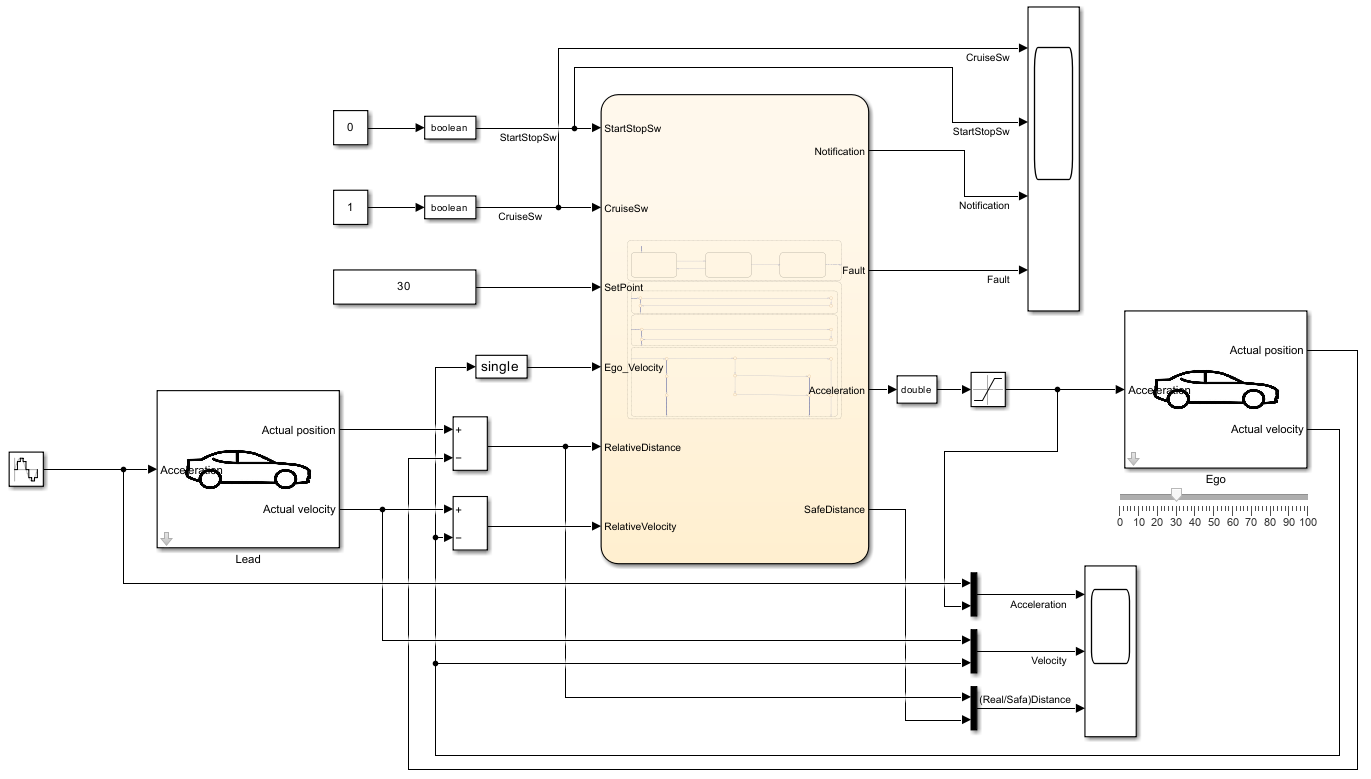 CruiseSw
0
boolean
StartStopSw
StartStopSw
StartStopSw
Notification
1
boolean
CruiseSw
CruiseSw
Notification
30
SetPoint
Fault
Fault
single
Ego_Velocity
Acceleration
double
Actual position
Acceleration
Actual velocity
Ego
0 10 20 30 40 50 60 70 80 90 100
Actual position
Acceleration
Actual velocity
Lead
+
−
RelativeDistance
+
−
RelativeVelocity
SafeDistance
Acceleration
Velocity
(Real/Safa)Distance